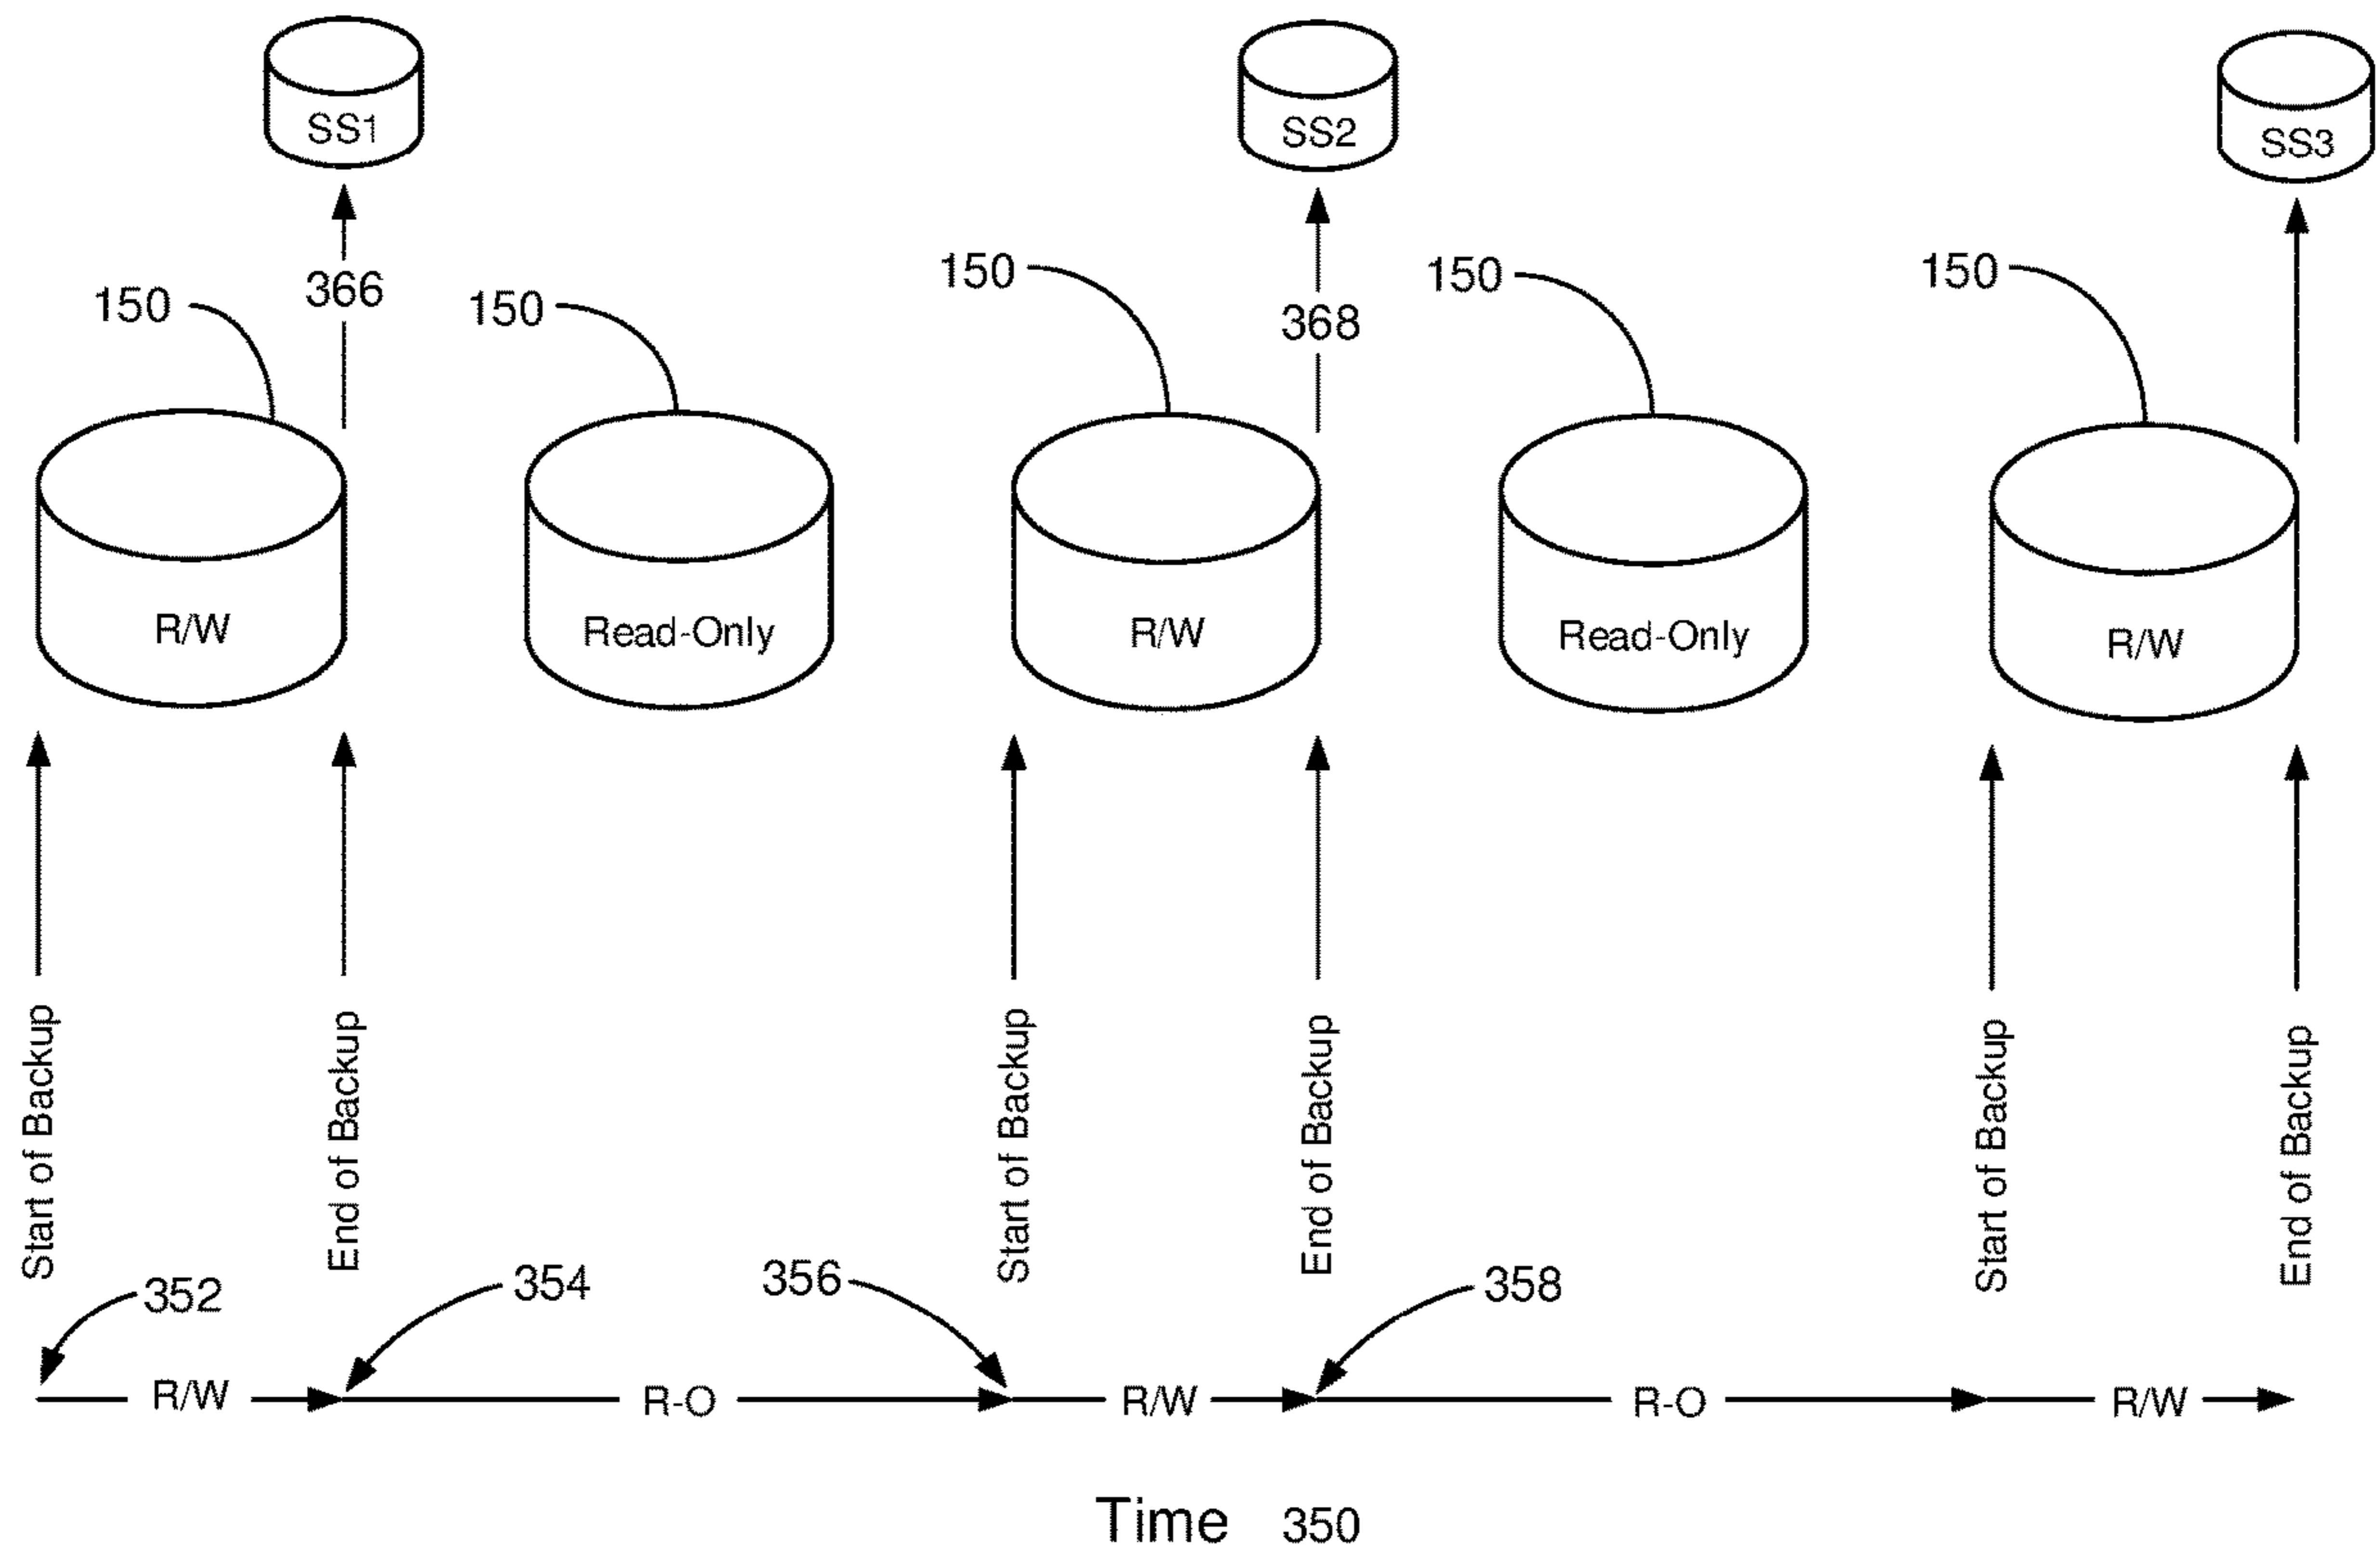 SS1
SS2
SS3
150
366
150
150
368
150
150
R/W
Read-Only
R/W
Read-Only
R/W
Start of Backup
End of Backup
Start of Backup
End of Backup
Start of Backup
End of Backup
352
354
356
358
R/W
R-O
R/W
R-O
R/W
Time 350